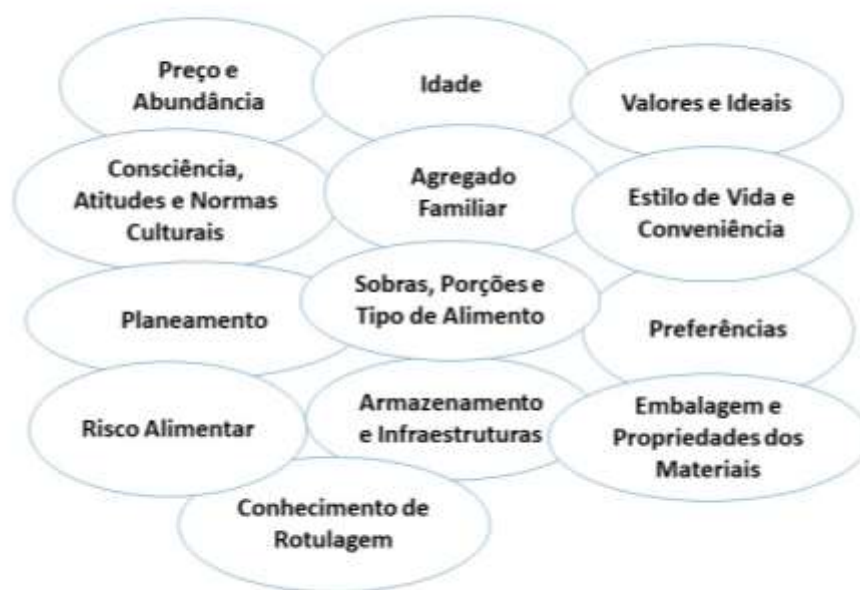 Preço e
Abundância
Idade
Valores e Ideais
Consciência,
Atitudes e Normas
Culturais
Agregado
Familiar
Estilo de Vida e
Conveniência
Planeamento
Sobras, Porções e
Tipo de Alimento
Preferências
Risco Alimentar
Armazenamento
e Infraestruturas
Embalagem e
Propriedades dos
Materiais
Conhecimento de
Rotulagem